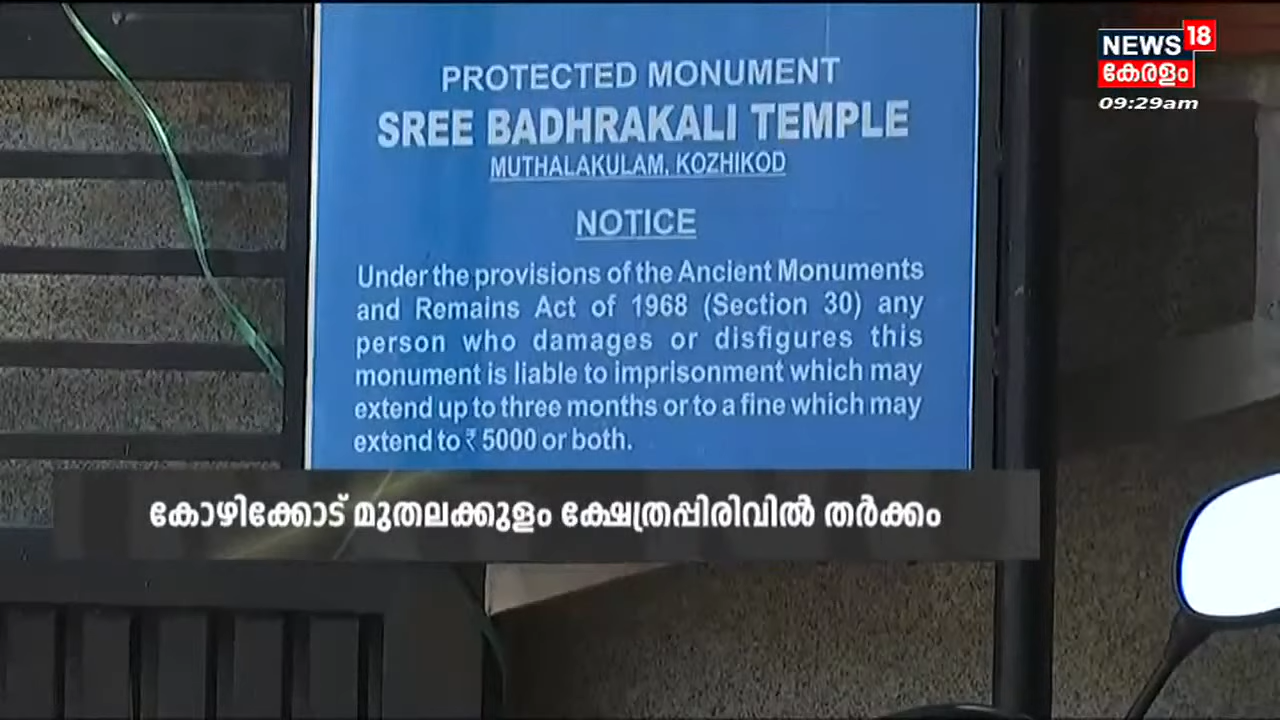 PROTECTED MONUMENT
SREE BADHRAKALI TEMPLE
MUTHALAKULAM, KOZHIKOD
NOTICE
Under the provisions of the Ancient Monuments
and Remains Act of 1968 (Section 30) any
person who damages or disfigures this
monument is liable to imprisonment which may
extend up to three months or to a fine which may
extend to ₹ 5000 or both.
NEWS 18
കേരളം
09:29am
കോഴിക്കോട് മുതലക്കുളം ക്ഷേത്രപ്പിരിവിൽ തർക്കം